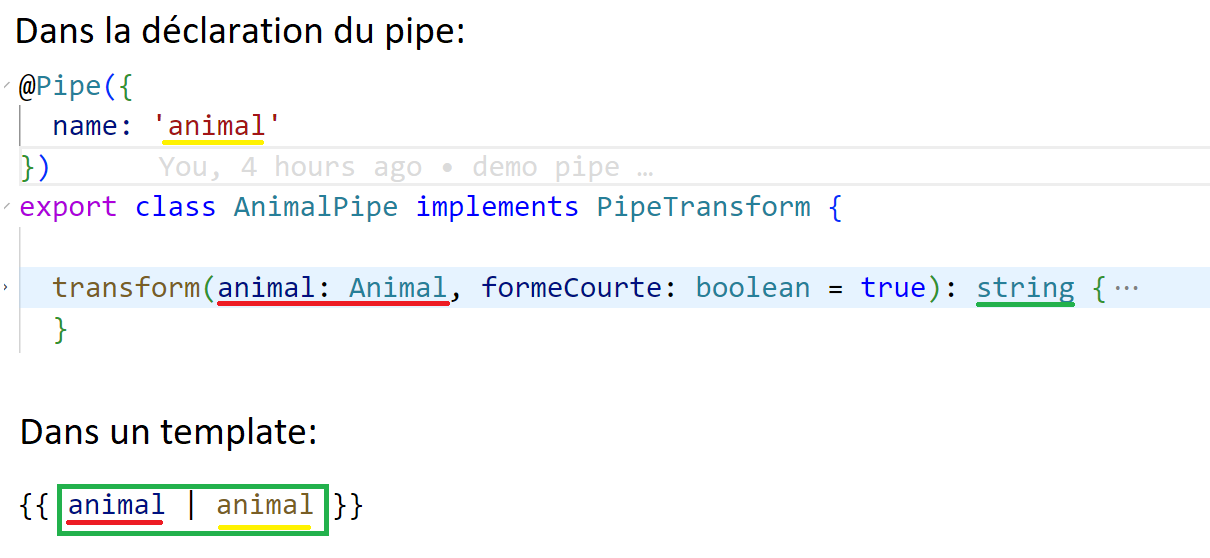 Dans la déclaration du pipe:
@Pipe({
name: 'animal'
}) You, 4 hours ago • demo pipe …
export class AnimalPipe implements PipeTransform {
transform(animal: Animal, formeCourte: boolean = true): string {···
}
Dans un template:
{{ animal | animal }}